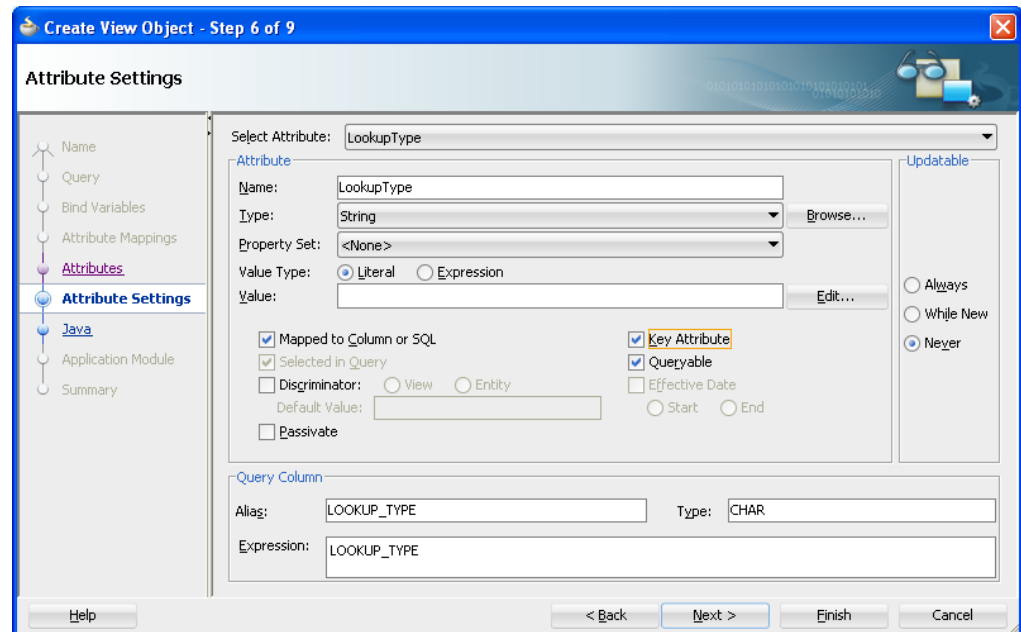 Create View Object - Step 6 of 9
Attribute Settings
Name
Query
Bind Variables
Attribute Mappings
Attributes
Attribute Settings
Java
Application Module
Summary
Select Attribute: LookupType
Attribute
Name: LookupType
Type: String Browse...
Property Set: <None>
Value Type: Literal Expression
Value: Edit...
Mapped to Column or SQL Key Attribute
Selected in Query Queryable
Discriminator: View Entity Effective Date
Default Value: Start End
Passivate
Updatable
Always
While New
Never
Query Column
Alias: LOOKUP_TYPE Type: CHAR
Expression: LOOKUP_TYPE
Help < Back Next > Finish Cancel